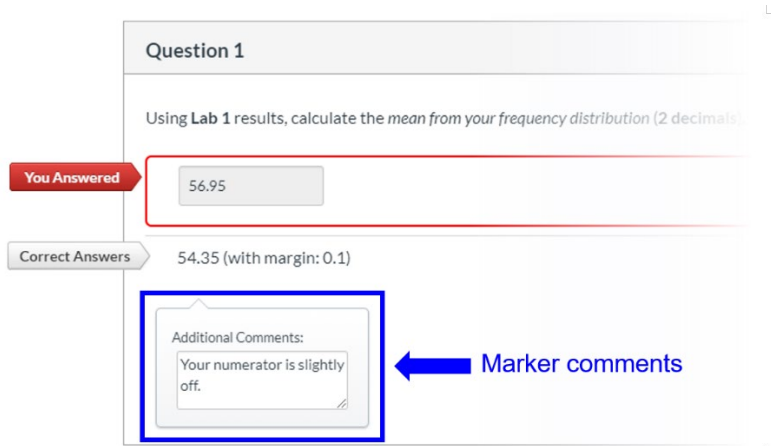 Question 1
Using Lab 1 results, calculate the mean from your frequency distribution (2 decimals).
You Answered
56.95
Correct Answers
54.35 (with margin: 0.1)
Additional Comments:
Your numerator is slightly
off.
Marker comments